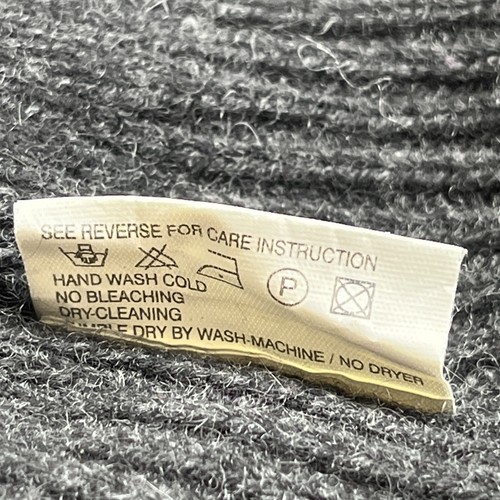 SEE REVERSE FOR CARE INSTRUCTION
P
HAND WASH COLD
NO BLEACHING
DRY-CLEANING
DRY BY WASH-MACHINE / NO DRYER